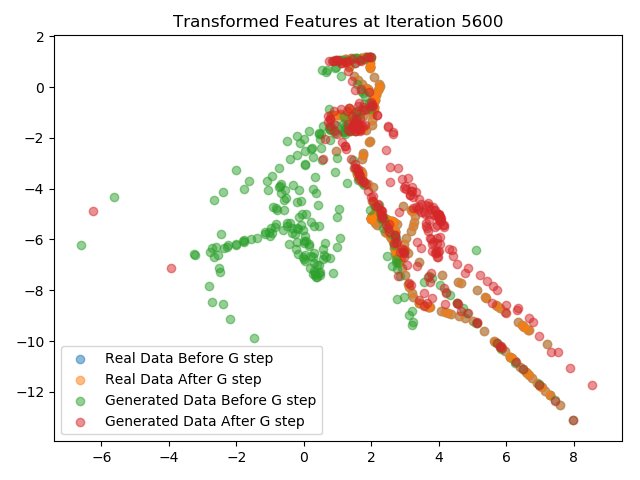 Transformed Features at Iteration 5600
2
0
−2
−4
−6
−8
−10
−12
Real Data Before G step
Real Data After G step
Generated Data Before G step
Generated Data After G step
−6 −4 −2 0 2 4 6 8